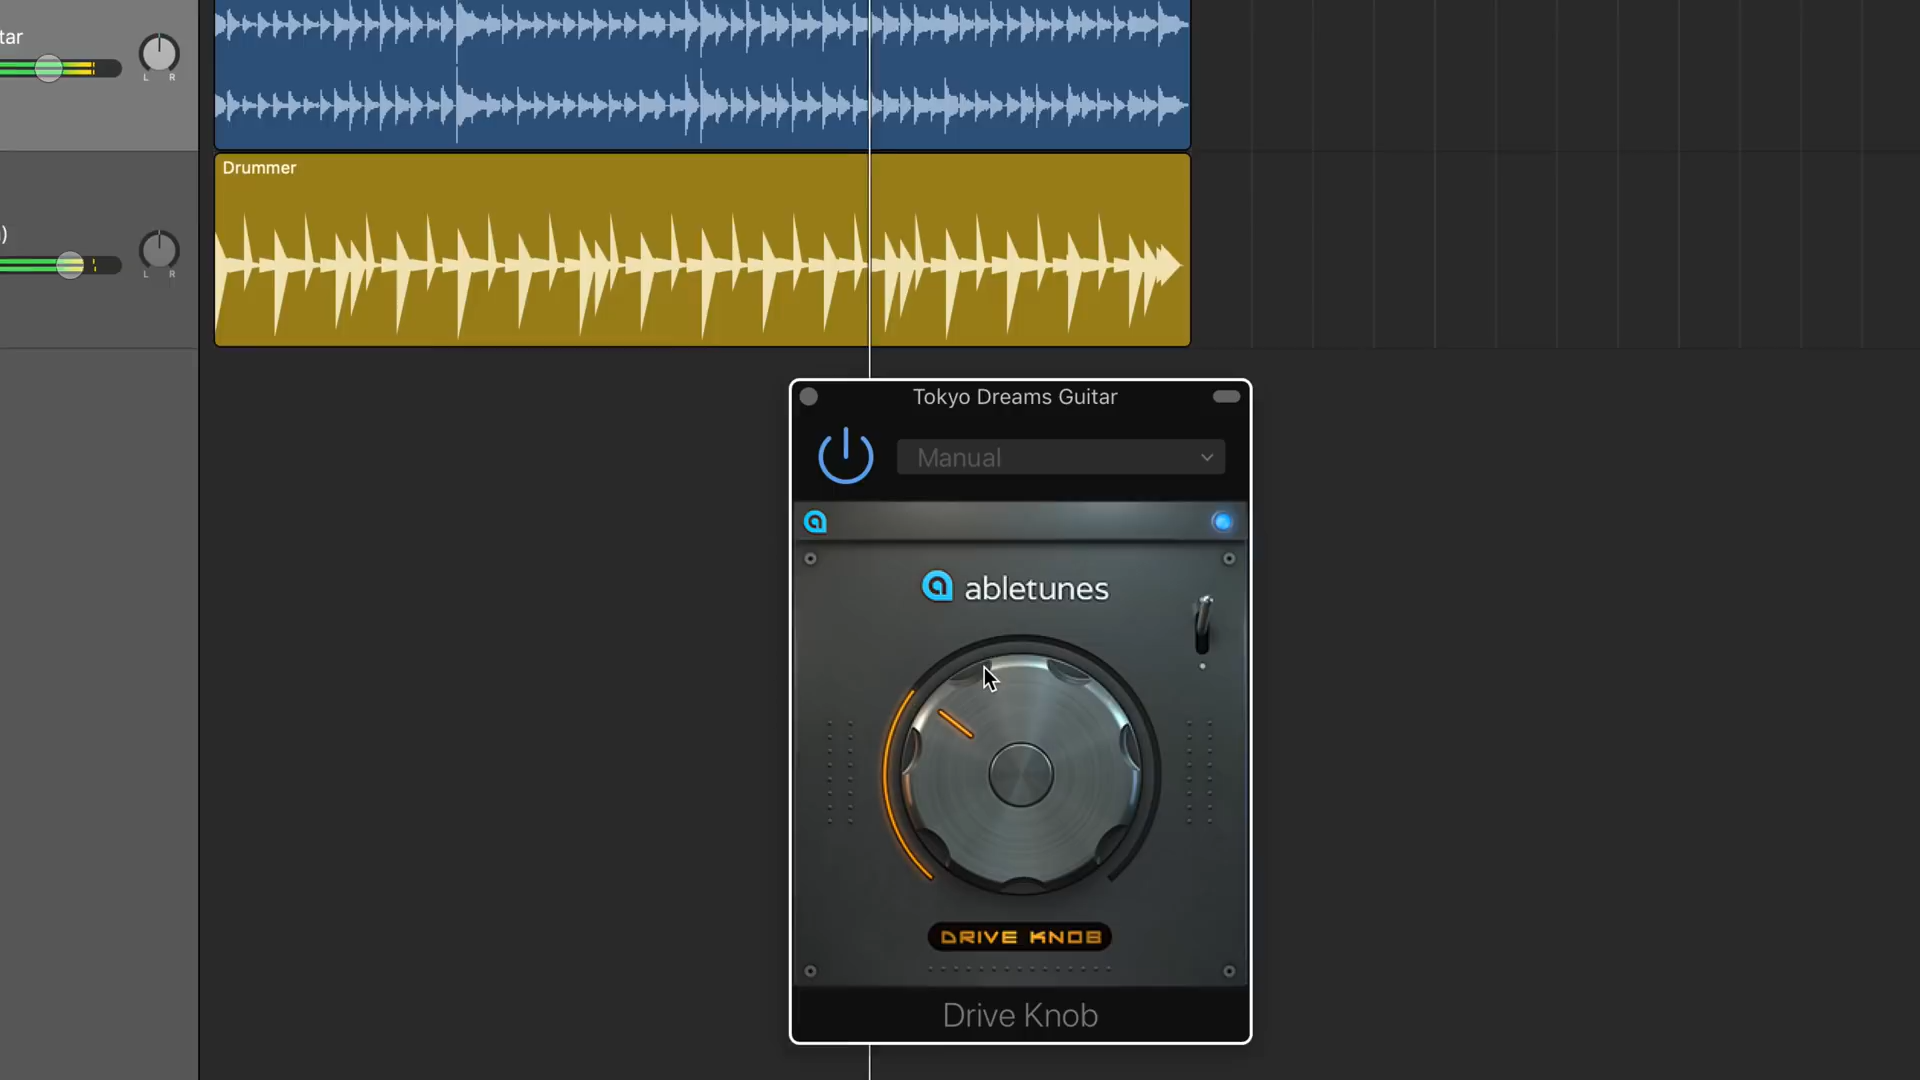 tar
L R
Drummer
)
L R
Tokyo Dreams Guitar
Manual
abletunes
DRIVE KNOB
Drive Knob